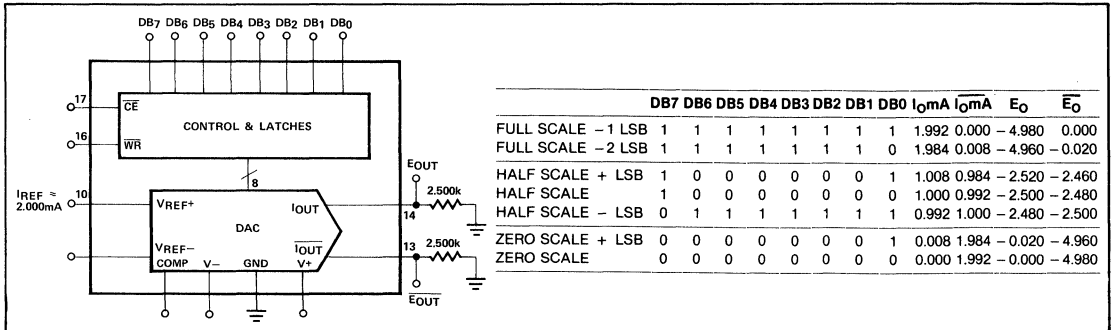 DB7 DB6 DB5 DB4 DB3 DB2 DB1 DB0
17
CE
CONTROL & LATCHES
16
WR
8
EOUT
IREF ≈
2.000mA
10
VREF+
IOUT
2.500k
14
DAC
VREF–
IOUT
13
2.500k
COMP V– GND V+
EOUT
DB7 DB6 DB5 DB4 DB3 DB2 DB1 DB0 IOmA IOmA EO EO
FULL SCALE –1 LSB 1 1 1 1 1 1 1 1 1.992 0.000 –4.980 0.000
FULL SCALE –2 LSB 1 1 1 1 1 1 1 0 1.984 0.008 –4.960 –0.020
HALF SCALE + LSB 1 0 0 0 0 0 0 1 1.008 0.984 –2.520 –2.460
HALF SCALE 1 0 0 0 0 0 0 0 1.000 0.992 –2.500 –2.480
HALF SCALE – LSB 0 1 1 1 1 1 1 1 0.992 1.000 –2.480 –2.500
ZERO SCALE + LSB 0 0 0 0 0 0 0 1 0.008 1.984 –0.020 –4.960
ZERO SCALE 0 0 0 0 0 0 0 0 0.000 1.992 –0.000 –4.980